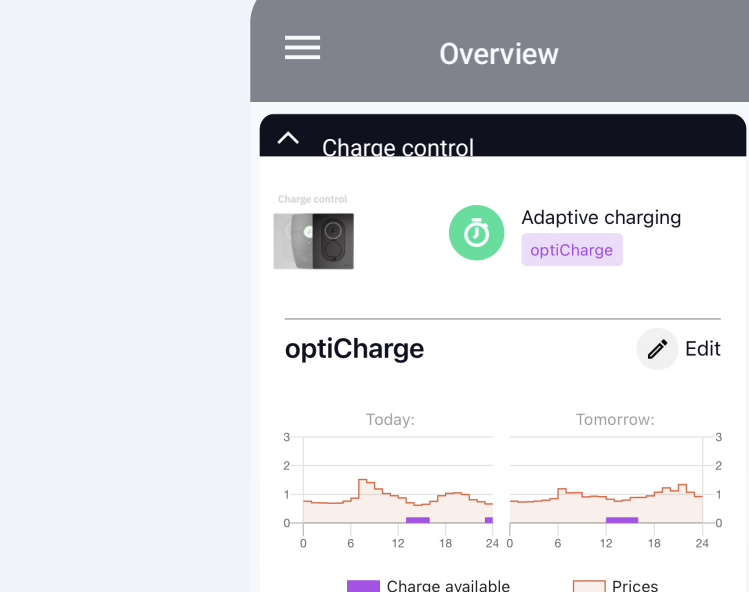 Overview
Charge control
Charge control
Adaptive charging
optiCharge
optiCharge
Edit
Today:
Tomorrow:
3
3
2
2
1
1
0
0
0 6 12 18 24
0 6 12 18 24
Charge available
Prices